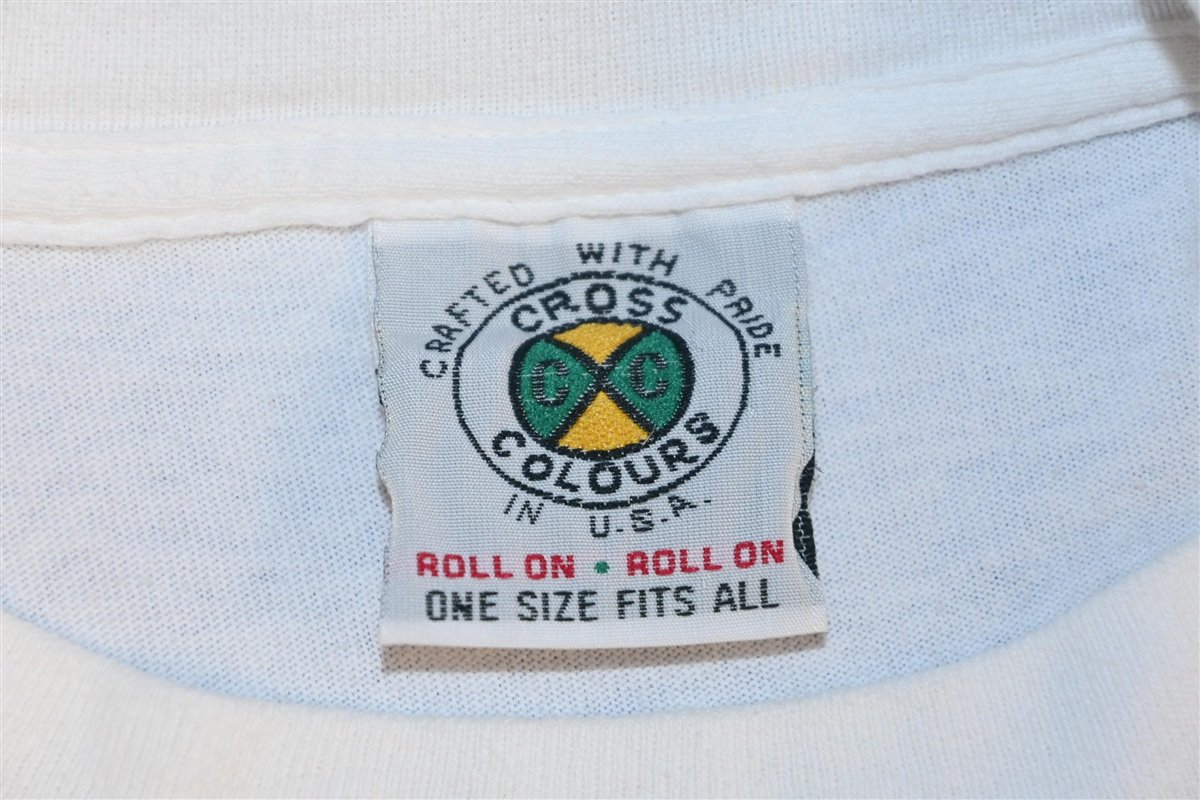 CRAFTED WITH PRIDE
CROSS
C C
COLOURS
IN U.S.A.
ROLL ON • ROLL ON
ONE SIZE FITS ALL